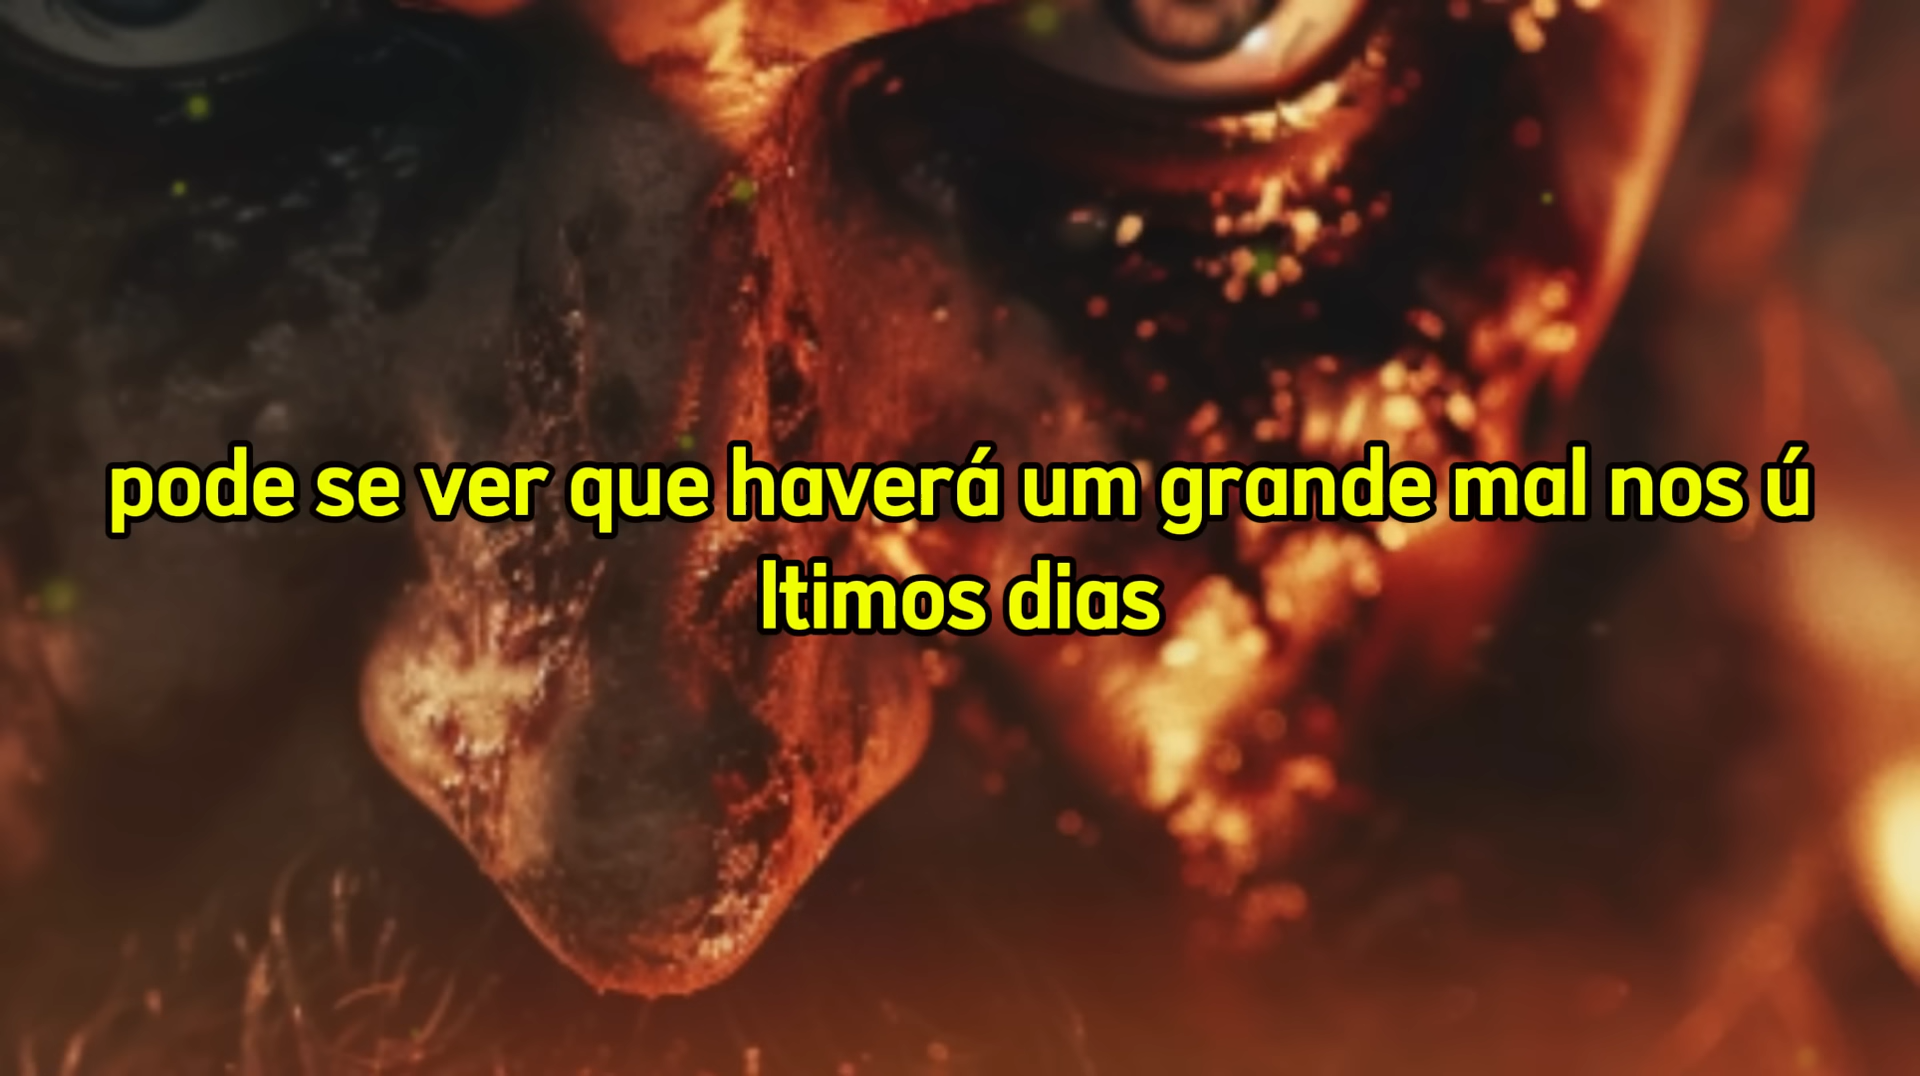 pode se ver que haverá um grande mal nos ú
ltimos dias